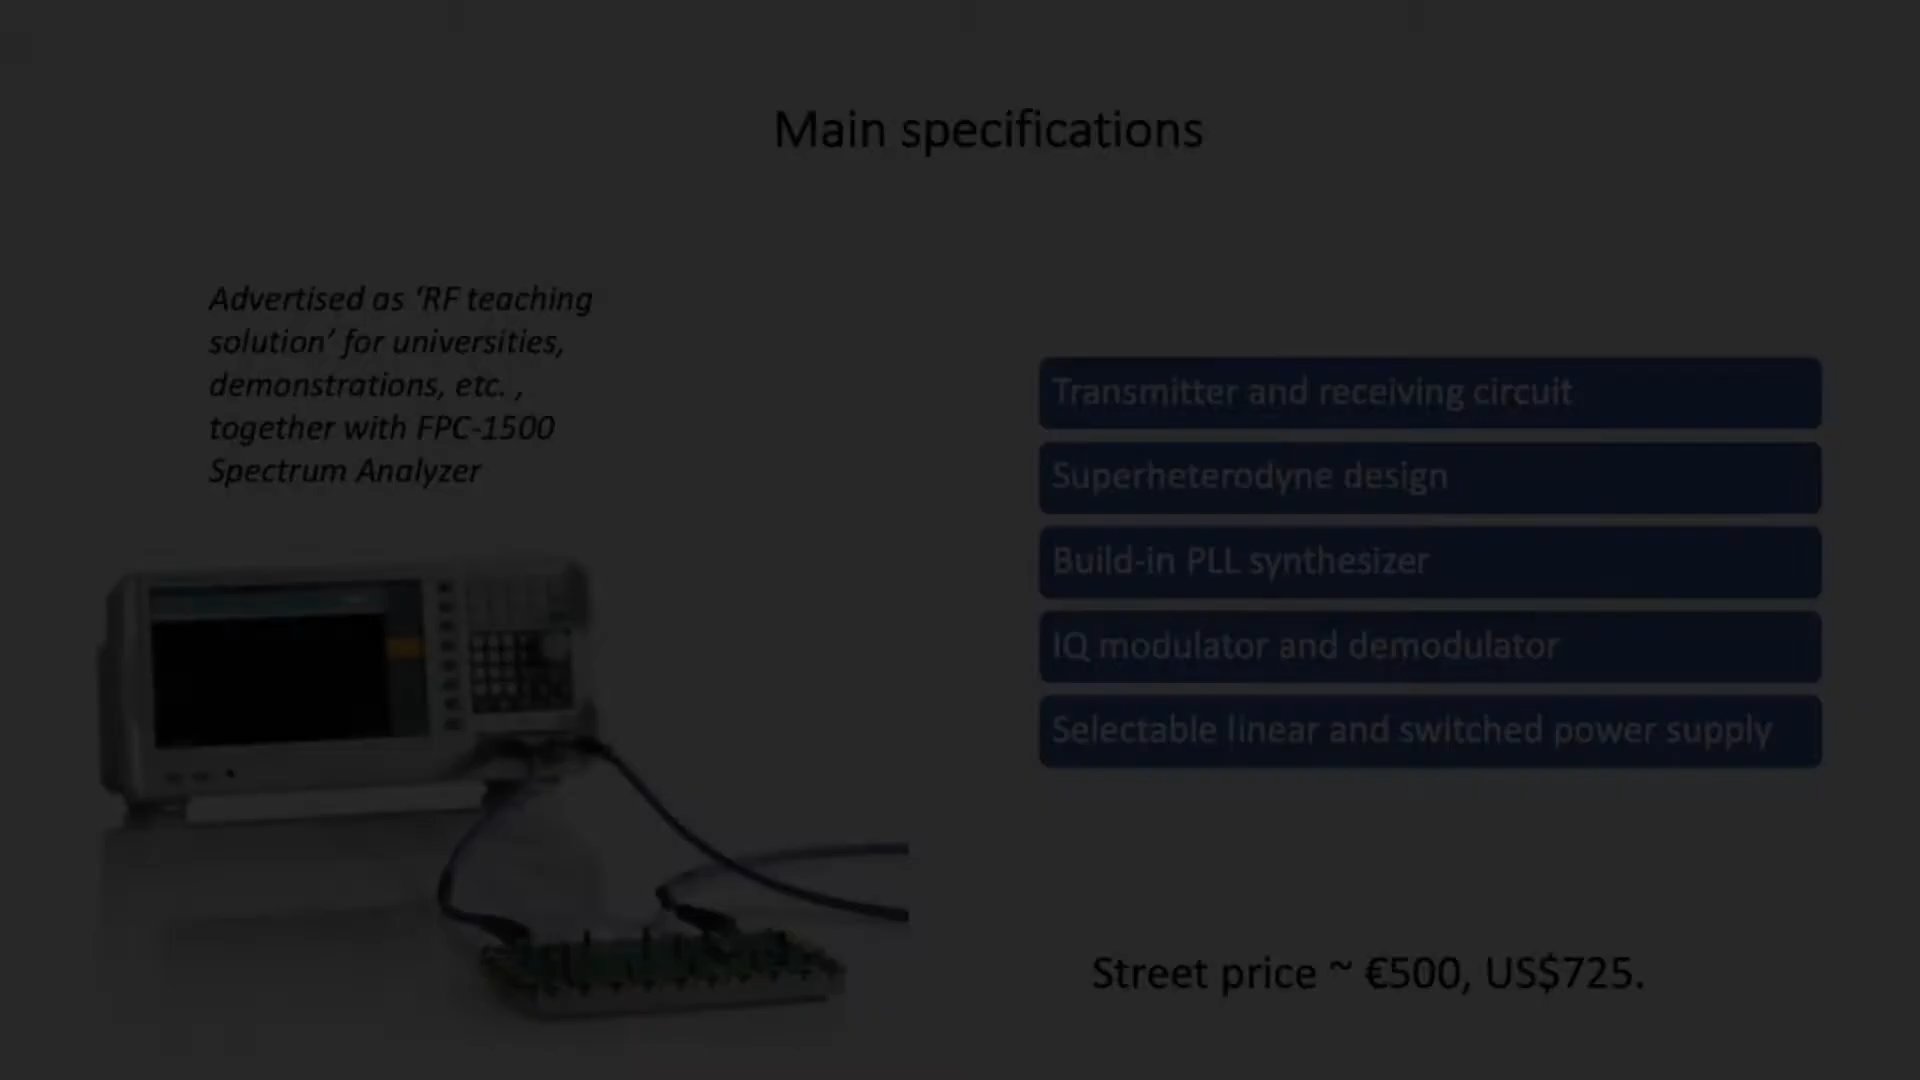 Main specifications
Advertised as ‘RF teaching
solution’ for universities,
demonstrations, etc. ,
together with FPC-1500
Spectrum Analyzer
Transmitter and receiving circuit
Superheterodyne design
Build-in PLL synthesizer
IQ modulator and demodulator
Selectable linear and switched power supply
Street price ~ €500, US$725.